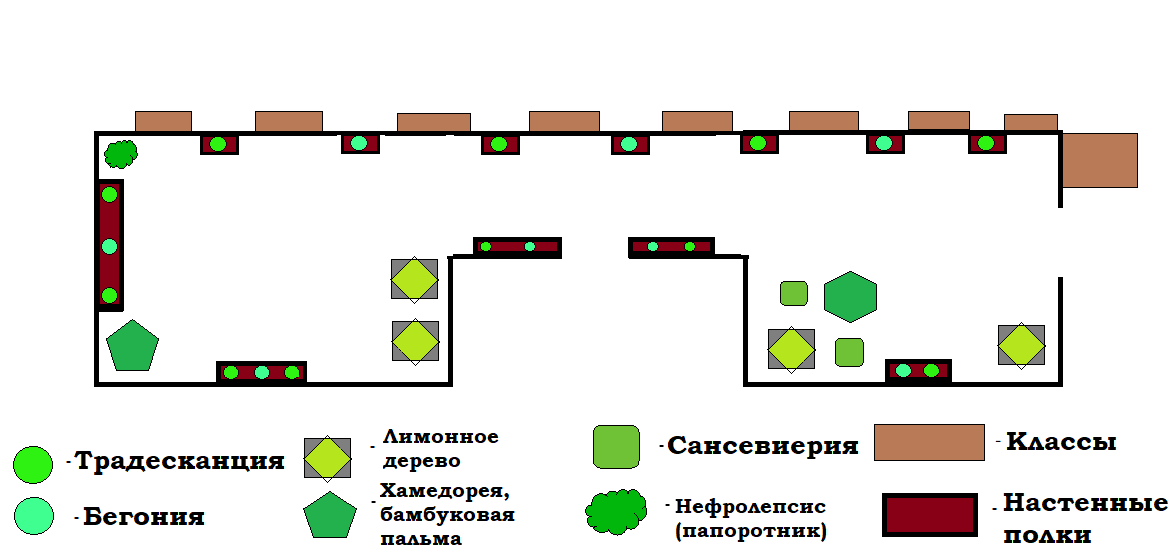 - Традесканция
- Бегония
- Лимонное
дерево
- Хамедорея,
бамбуковая
пальма
- Сансевиерия
- Нефролепсис
(папоротник)
- Классы
- Настенные
полки